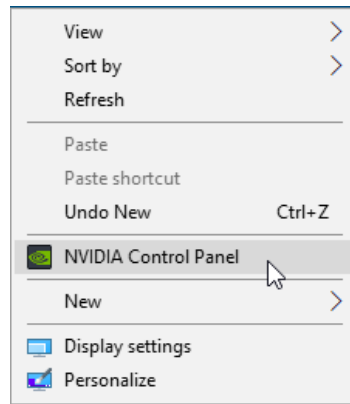 View
Sort by
Refresh
Paste
Paste shortcut
Undo New Ctrl+Z
NVIDIA Control Panel
New
Display settings
Personalize